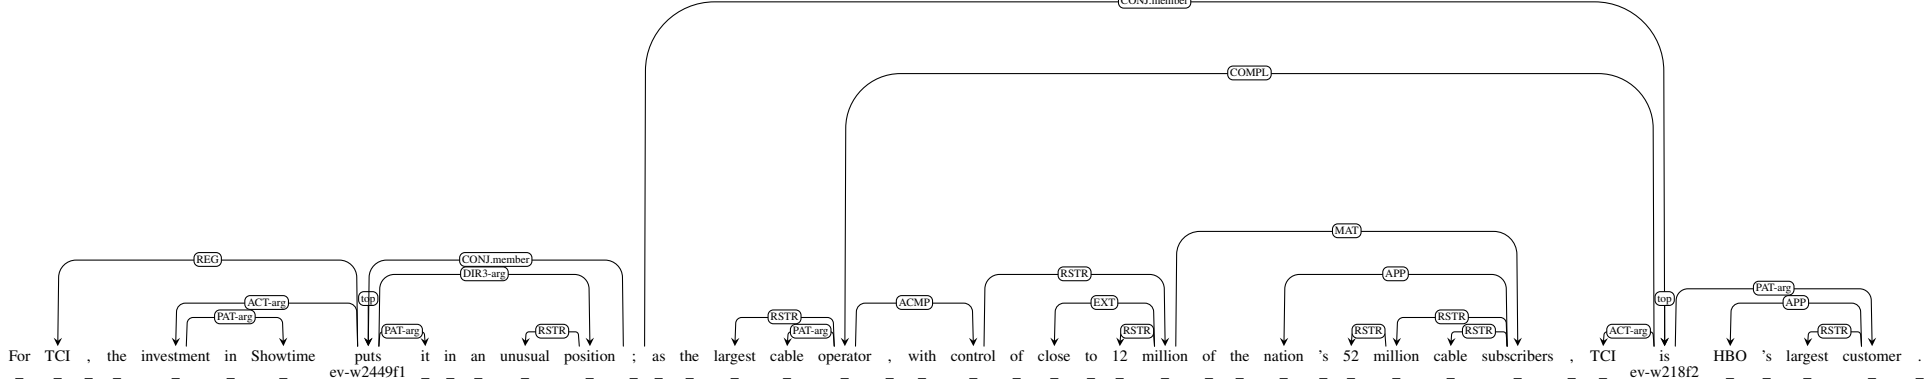 CONJ.member
COMPL
MAT
REG CONJ.member
DIR3-arg RSTR APP
top top PAT-arg
ACT-arg ACMP EXT APP
PAT-arg RSTR RSTR
PAT-arg RSTR PAT-arg RSTR RSTR RSTR ACT-arg RSTR
For TCI , the investment in Showtime puts it in an unusual position ; as the largest cable operator , with control of close to 12 million of the nation 's 52 million cable subscribers , TCI is HBO . 's largest customer .
_ _ _ _ _ _ _ ev-w2449f1 _ _ _ _ _ _ _ _ _ _ _ _ _ _ _ _ _ _ _ _ _ _ _ _ _ _ _ _ _ ev-w218f2 _ _ _ _ _ _